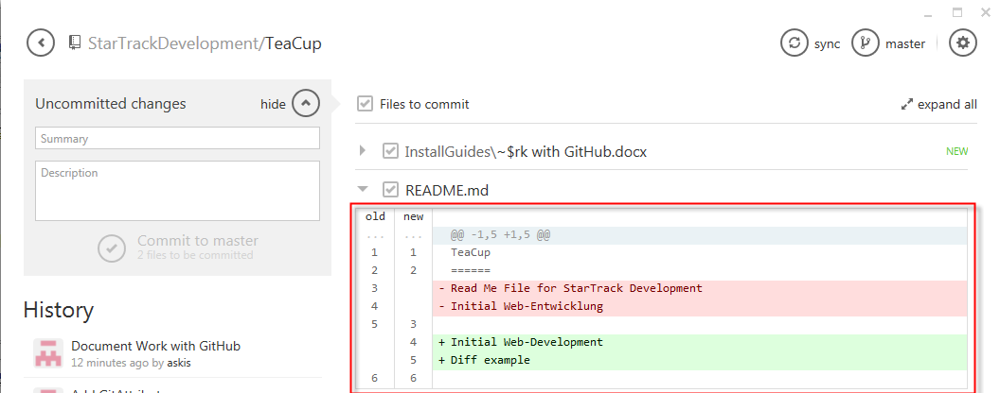 StarTrackDevelopment/TeaCup
sync
master
Uncommitted changes
hide
Summary
Description
Commit to master
2 files to be committed
History
Document Work with GitHub
12 minutes ago by askis
Files to commit
expand all
InstallGuides\~$rk with GitHub.docx
NEW
README.md
old new
... ... @@ -1,5 +1,5 @@
1 1 TeaCup
2 2 ======
3 - Read Me File for StarTrack Development
4 - Initial Web-Entwicklung
5 3
4 + Initial Web-Development
5 + Diff example
6 6